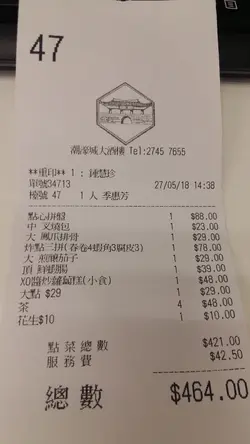 47
潮濠城大酒樓 Tel:2745 7655
**重印** 1 : 鍾慧珍
單號34713 27/05/18 14:38
檯號 47 1 人 季惠芳
點心拼盤 1 $88.00
中 叉燒包 1 $23.00
大 鳳爪排骨 1 $29.00
炸點三拼(春卷4蝦角3腐皮3) 1 $78.00
大 煎釀茄子 1 $29.00
頂 鮮蝦腸 1 $39.00
XO醬炒蘿蔔糕(小食) 1 $48.00
大點 $29 1 $29.00
茶 4 $48.00
花生$10 1 $10.00
點菜總數 $421.00
服務費 $42.50
總數 $464.00